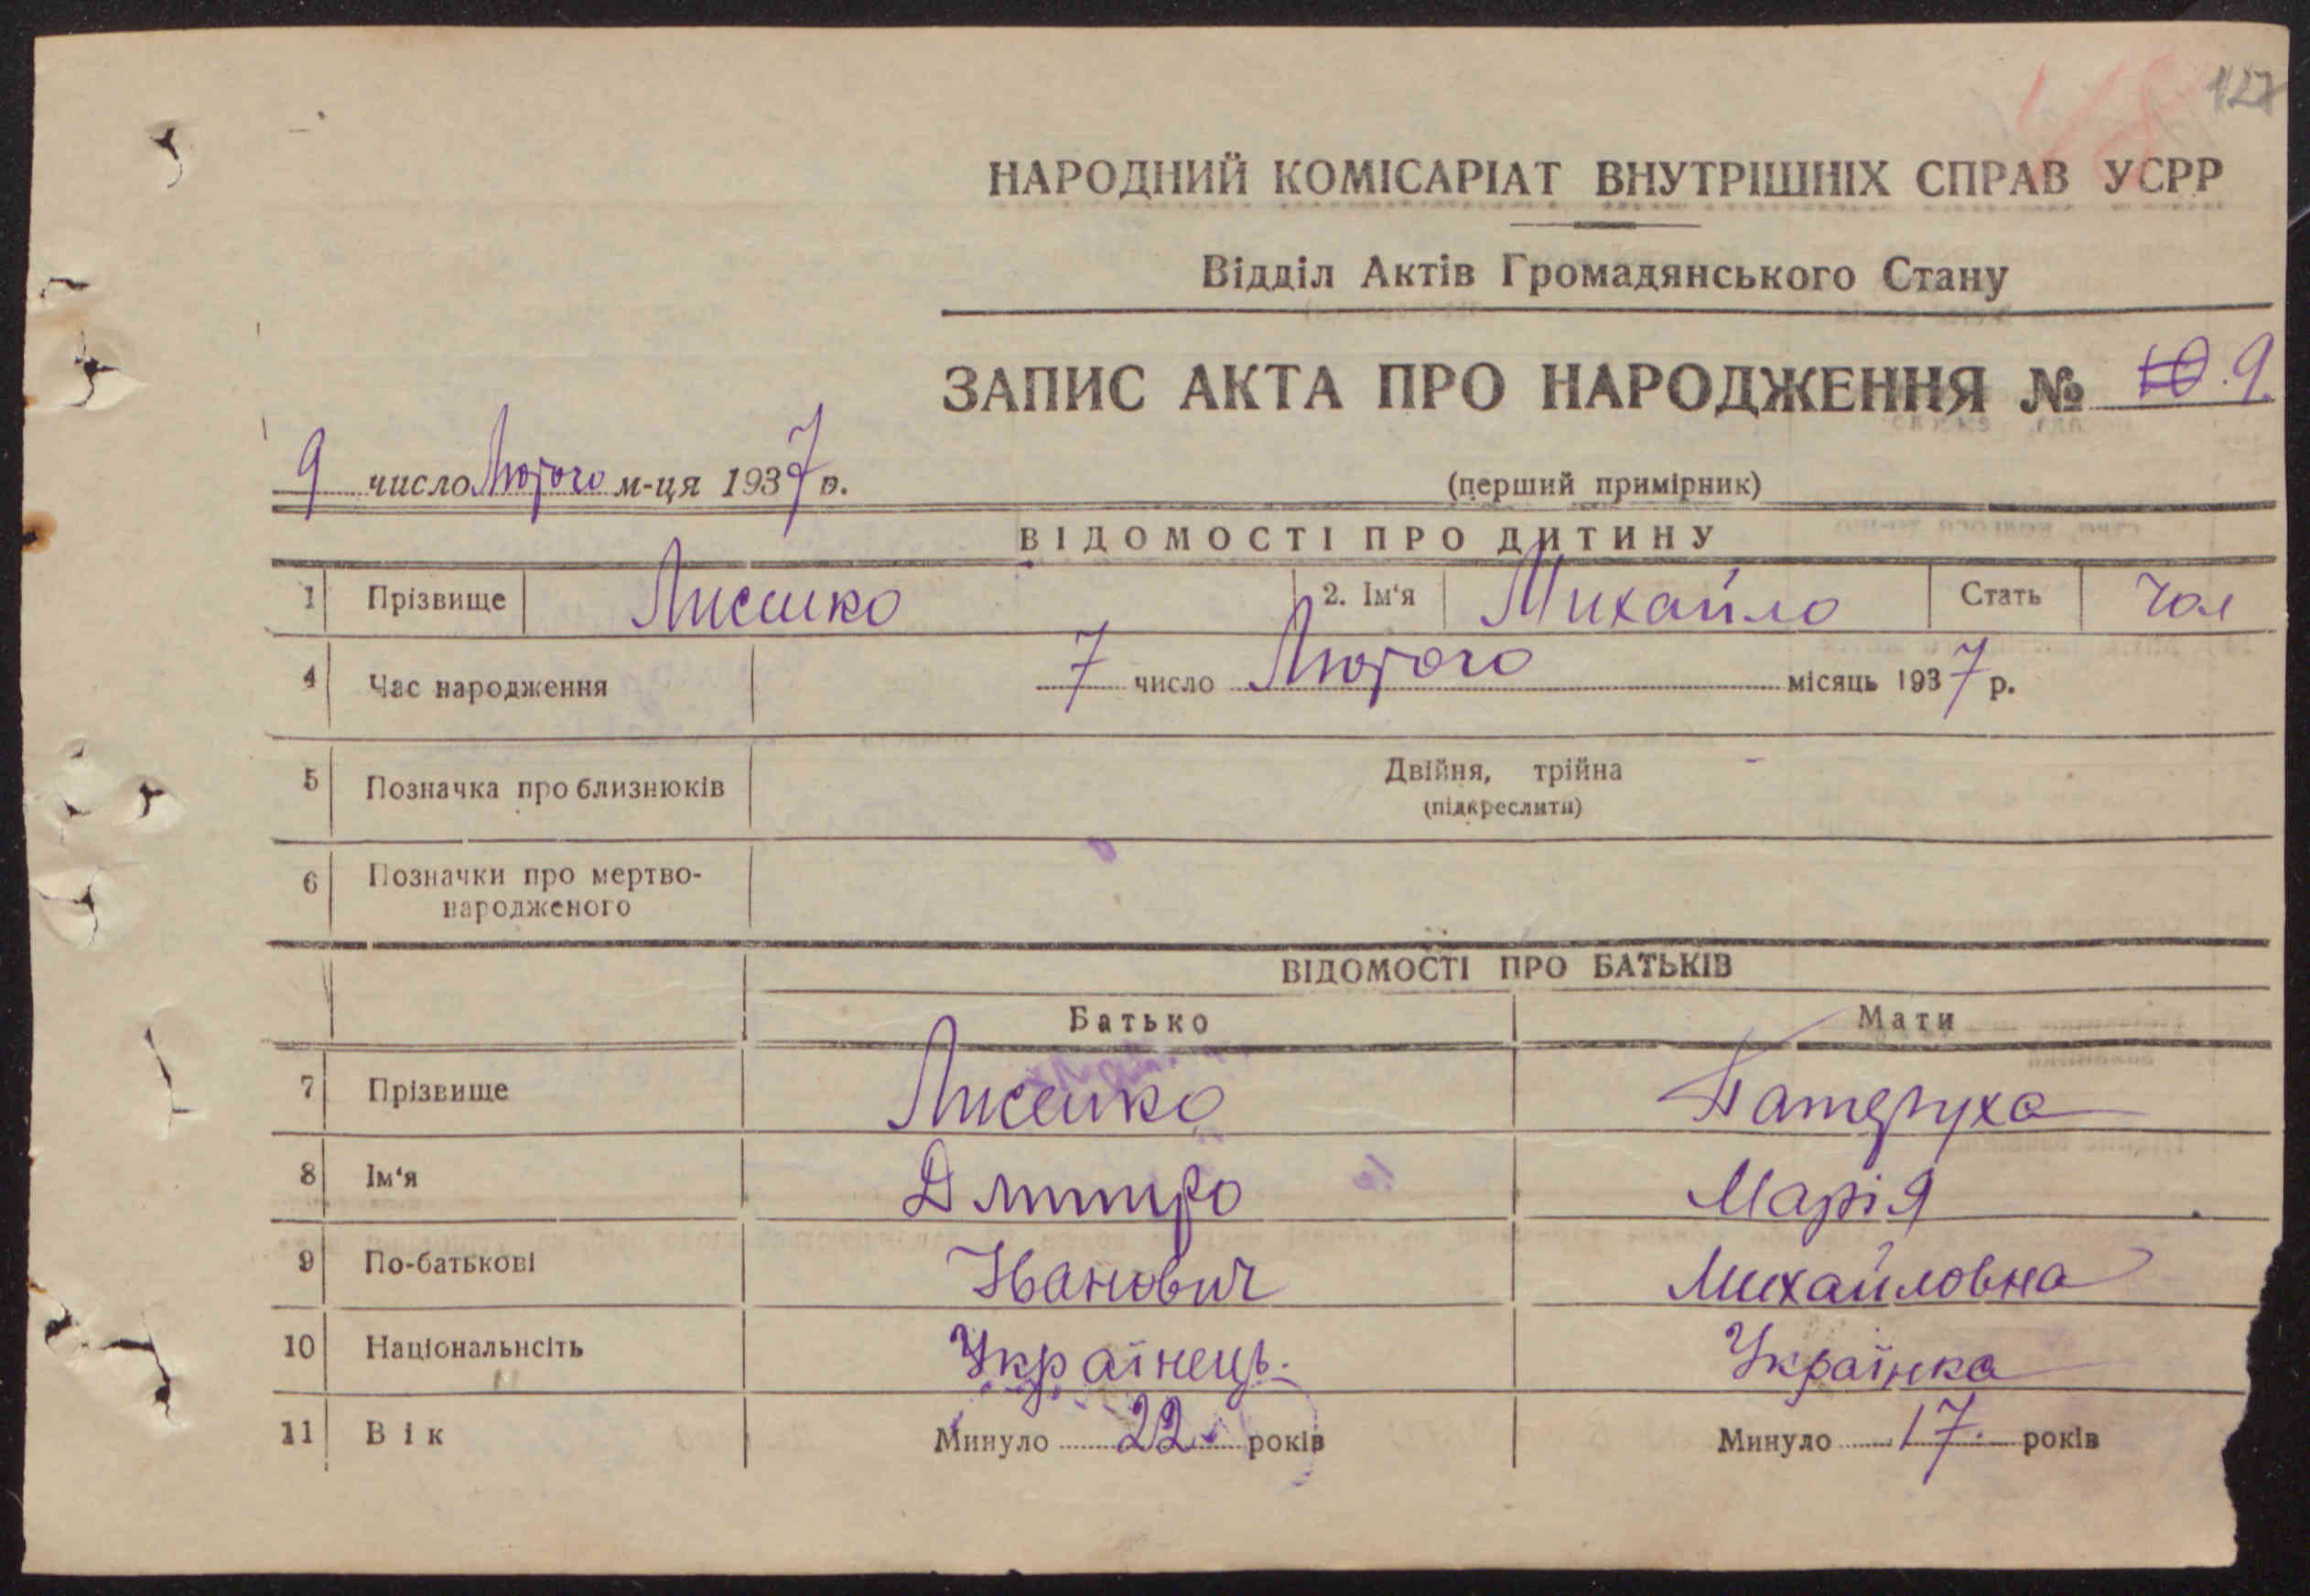 127
НАРОДНИЙ КОМІСАРІАТ ВНУТРІШНІХ СПРАВ УСРР
Відділ Актів Громадянського Стану
ЗАПИС АКТА ПРО НАРОДЖЕННЯ № 10. 9.
9 число Лютого м-ця 1937 р.
(перший примірник)
ВІДОМОСТІ ПРО ДИТИНУ
1 Прізвище Лисенко 2. Ім‘я Михайло Стать Чол
4 Час народження 7 число Лютого місяць 1937 р.
5 Позначка про близнюків Двійня, трійна -
(підкреслити)
6 Позначки про мертво-
народженого
ВІДОМОСТІ ПРО БАТЬКІВ
Батько Мати
7 Прізвище Лисенко Патеруха
8 Ім‘я Дмитро Марія
9 По-батькові Іванович Михайловна
10 Національнсіть Українець. Українка
11 Вік Минуло 22 років Минуло 17. років